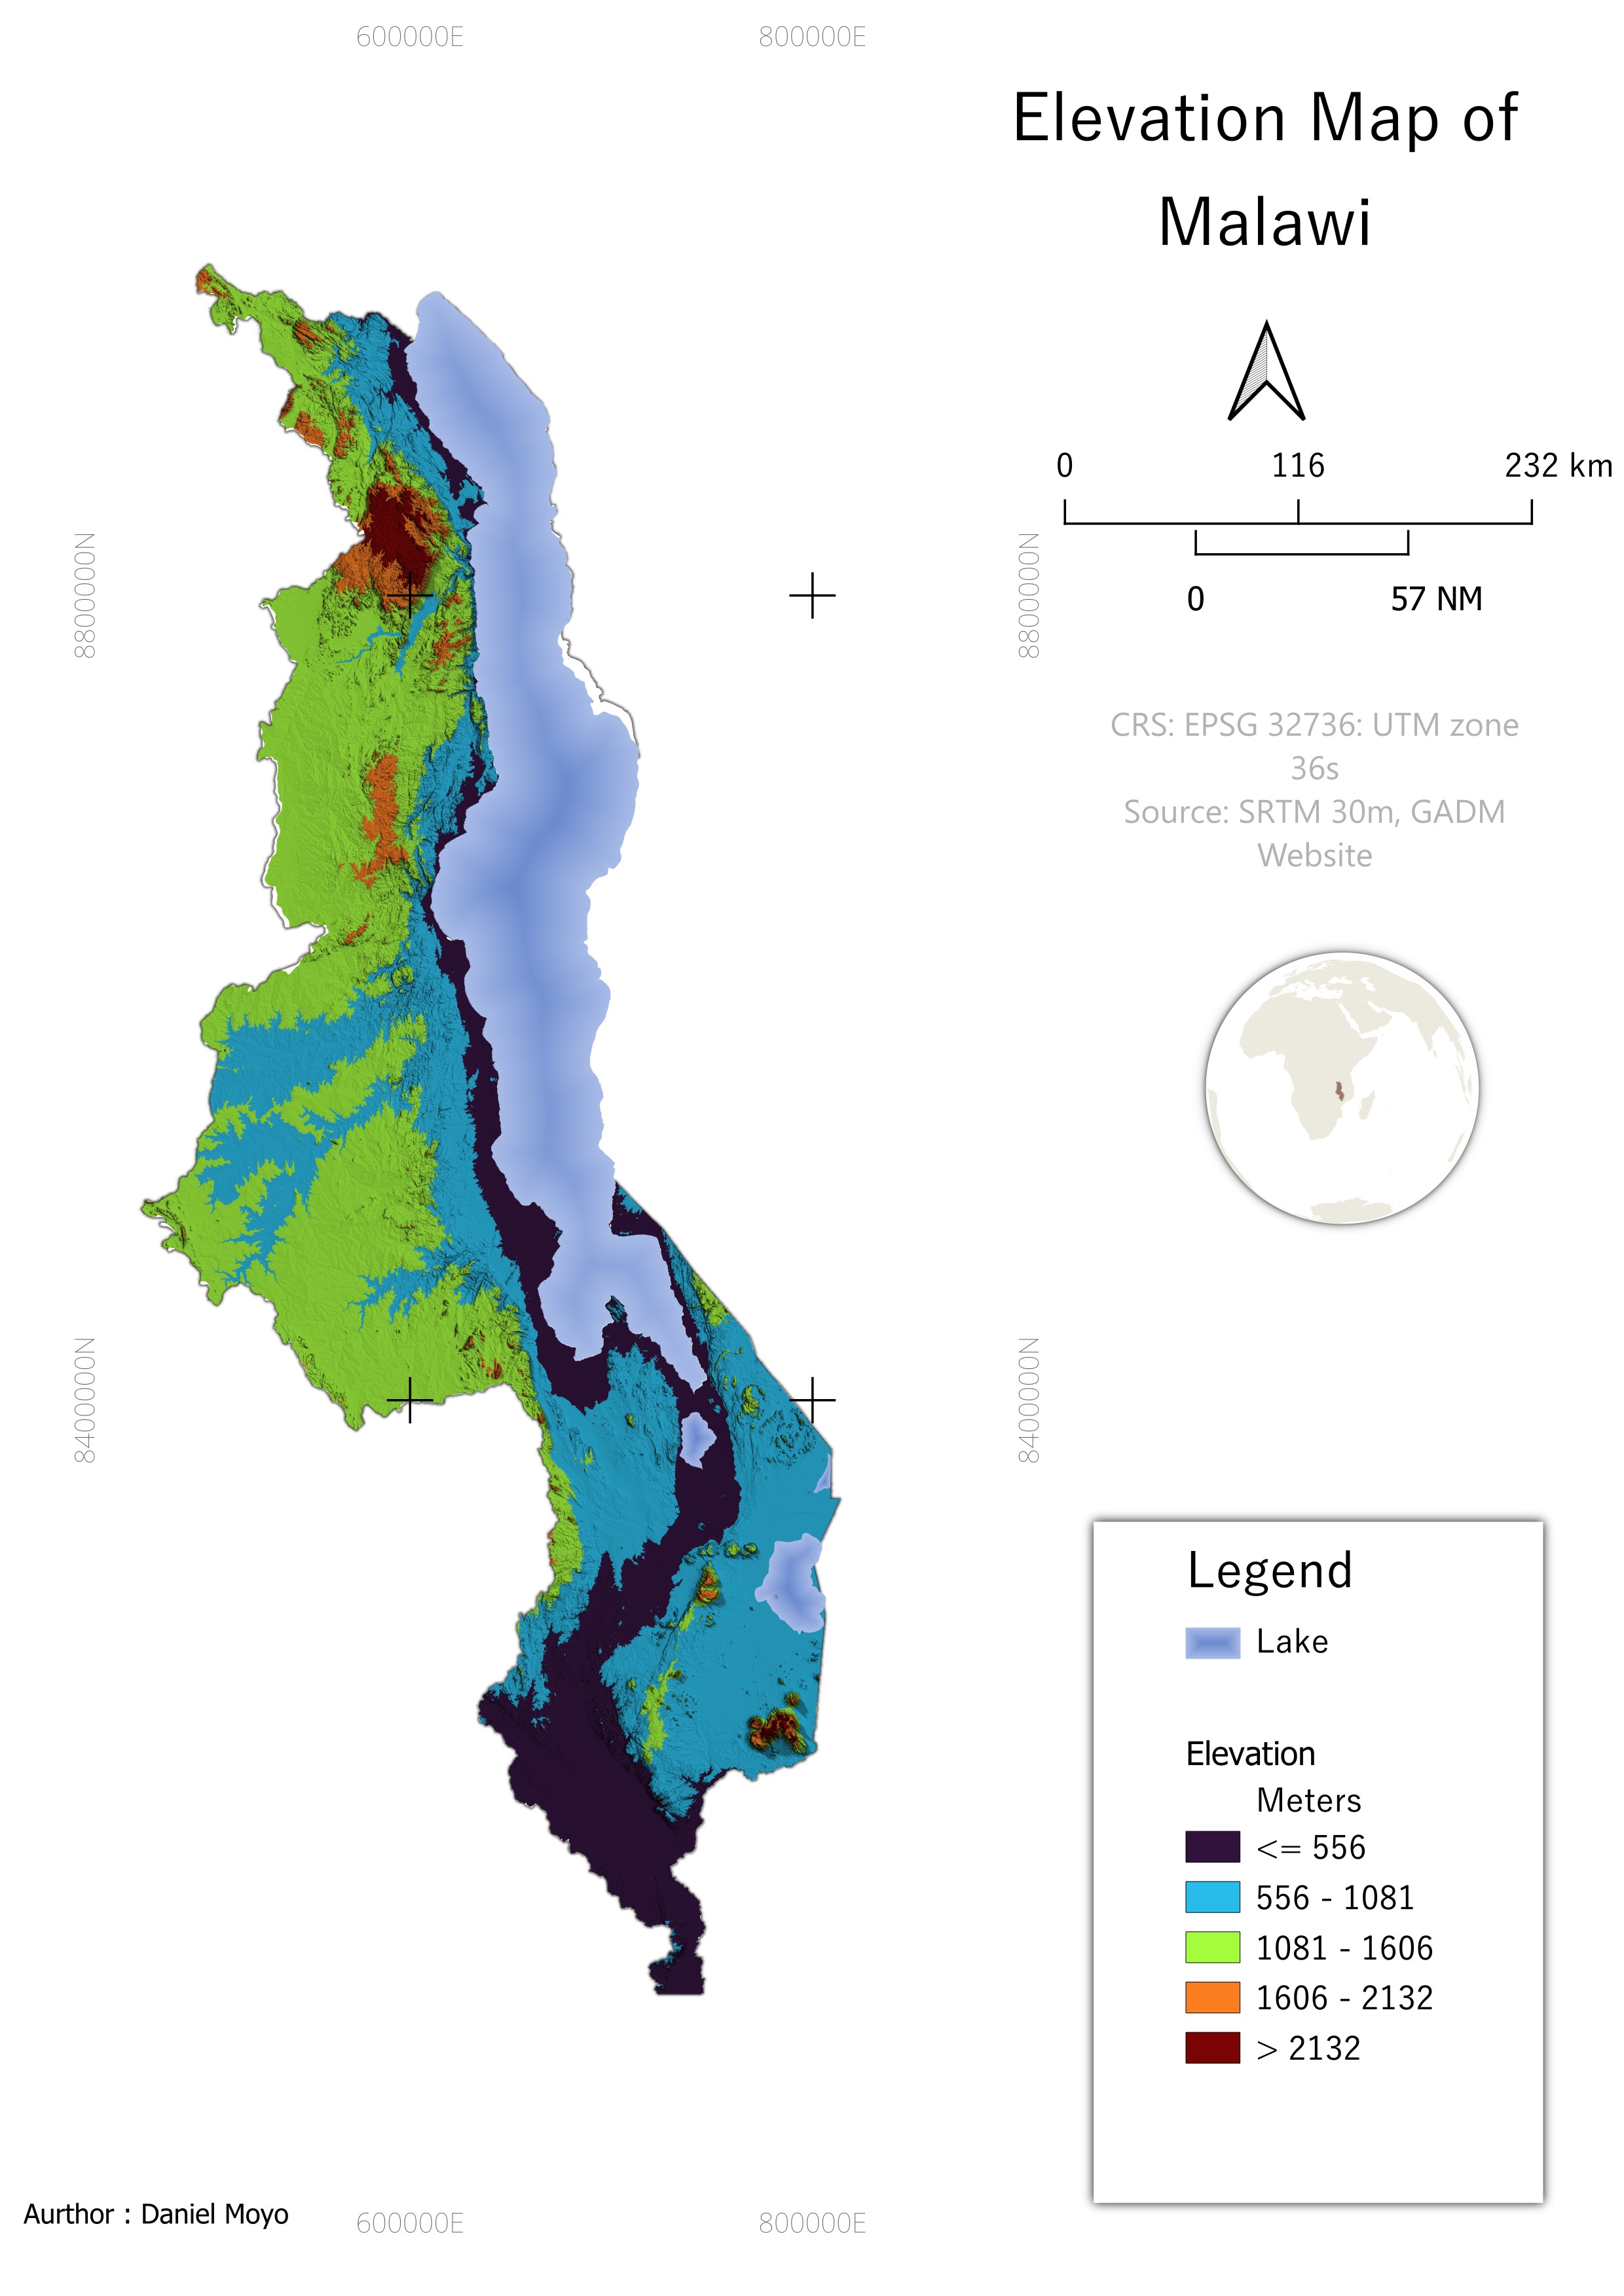 600000E
800000E
Elevation Map of
Malawi
0
116
232 km
0
57 NM
8800000N
8800000N
CRS: EPSG 32736: UTM zone
36s
Source: SRTM 30m, GADM
Website
8400000N
8400000N
Legend
Lake
Elevation
Meters
<= 556
556 - 1081
1081 - 1606
1606 - 2132
> 2132
Aurthor : Daniel Moyo
600000E
800000E